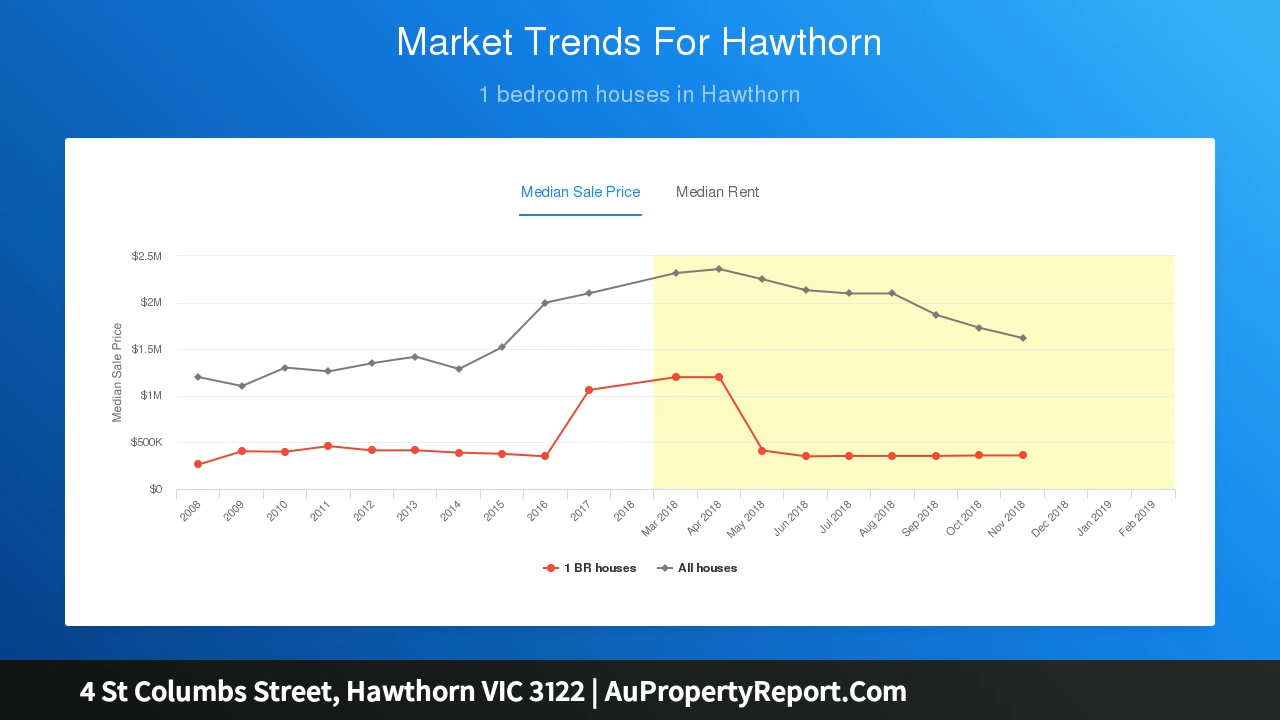 Market Trends For Hawthorn
1 bedroom houses in Hawthorn
Median Sale Price Median Rent
Median Sale Price
$2.5M
$2M
$1.5M
$1M
$500K
$0
2008 2009 2010 2011 2012 2013 2014 2015 2016 2017 2018 Mar 2018 Apr 2018 May 2018 Jun 2018 Jul 2018 Aug 2018 Sep 2018 Oct 2018 Nov 2018 Dec 2018 Jan 2019 Feb 2019
1 BR houses All houses
4 St Columbs Street, Hawthorn VIC 3122 | AuPropertyReport.Com